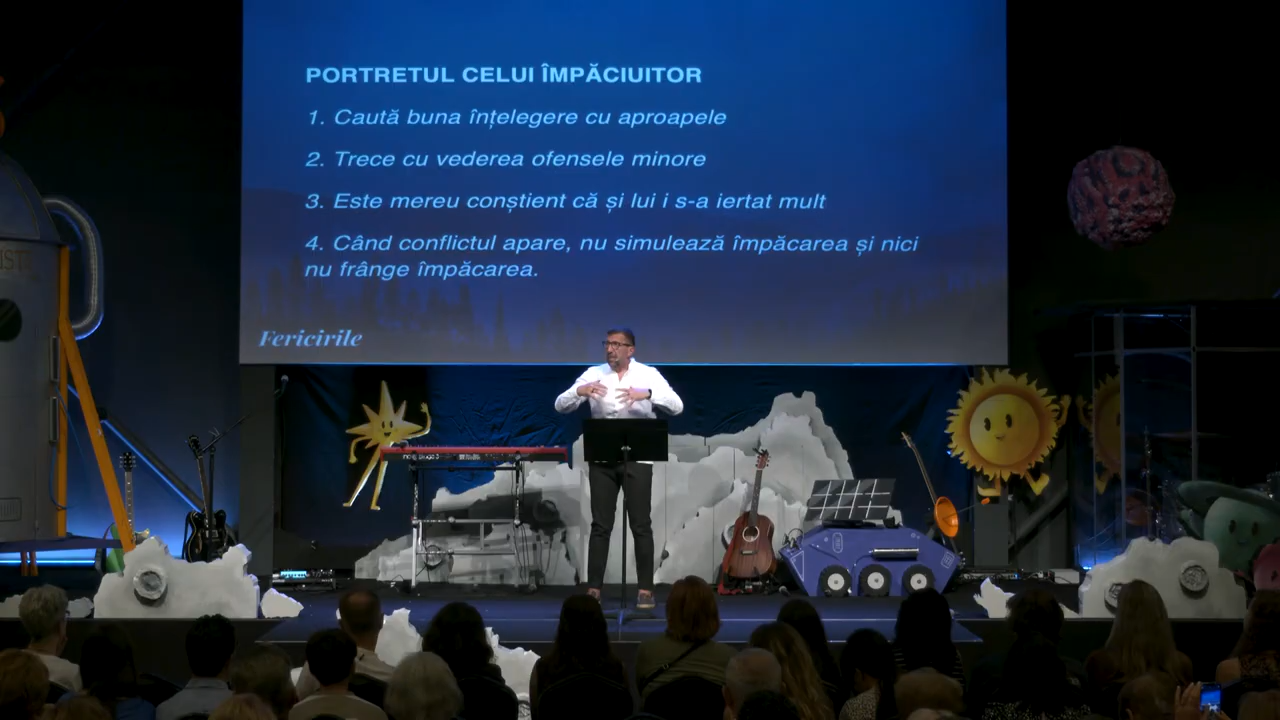 PORTRETUL CELUI ÎMPĂCIUITOR
1. Caută buna înțelegere cu aproapele
2. Trece cu vederea ofensele minore
3. Este mereu conștient că și lui i s-a iertat mult
4. Când conflictul apare, nu simulează împăcarea și nici
nu frânge împăcarea.
Fericirile